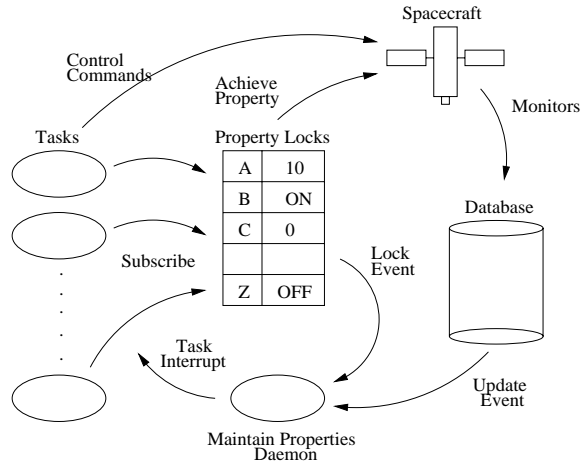 Spacecraft
Control
Commands
Achieve
Property
Monitors
Tasks
Property Locks
A 10
B ON
C 0
Z OFF
Database
Subscribe
Lock
Event
Task
Interrupt
Update
Event
Maintain Properties
Daemon